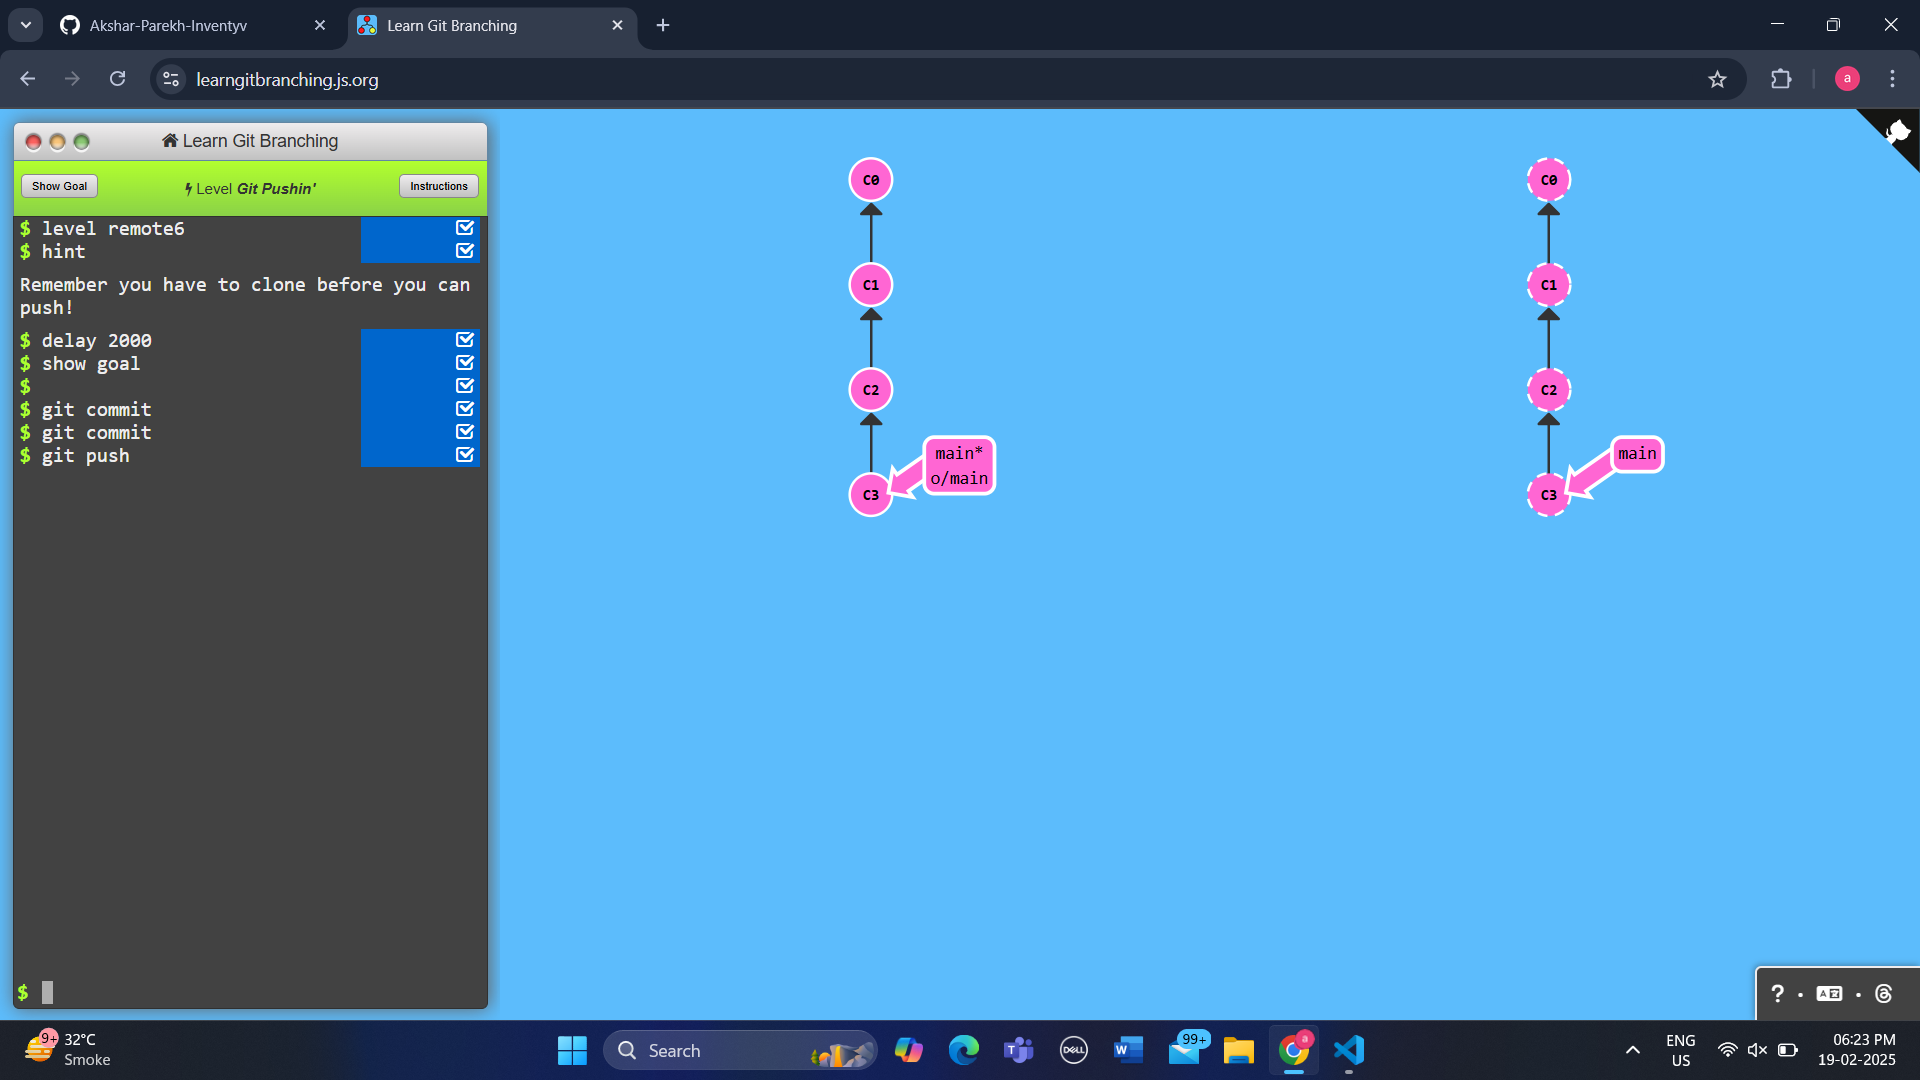 Akshar-Parekh-Inventyv
Learn Git Branching
learngitbranching.js.org
a
Learn Git Branching
Show Goal
Level Git Pushin'
Instructions
$ level remote6
$ hint
Remember you have to clone before you can
push!
$ delay 2000
$ show goal
$
$ git commit
$ git commit
$ git push
$
C0
C1
C2
C3
main*
o/main
C0
C1
C2
C3
main
?
A
9+
32°C
Smoke
Search
T
DELL
W
99+
a
ENG
US
06:23 PM
19-02-2025